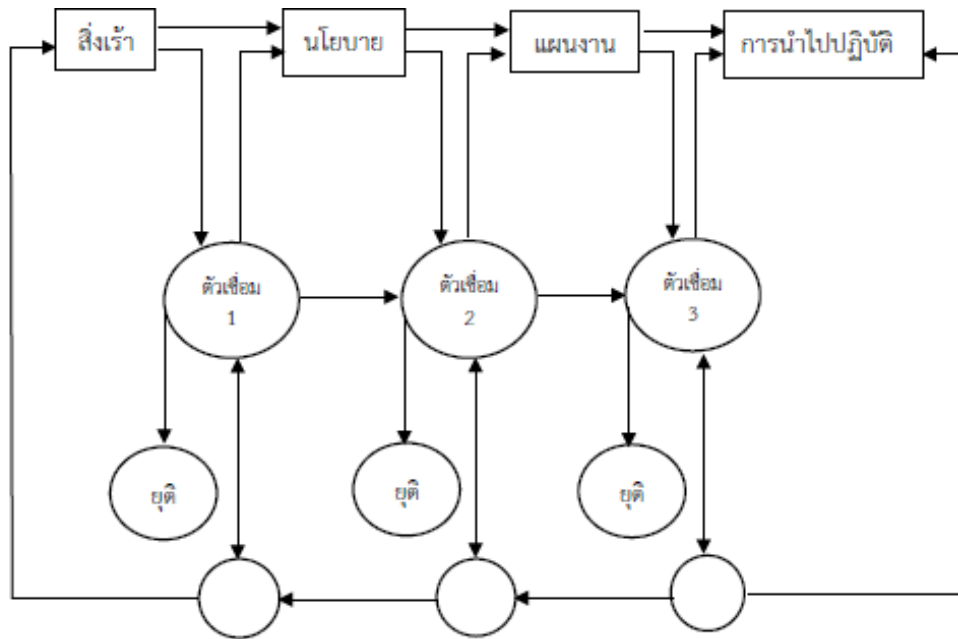 สิ่งเร้า
นโยบาย
แผนงาน
การนำไปปฏิบัติ
ตัวเชื่อม
1
ตัวเชื่อม
2
ตัวเชื่อม
3
ยุติ
ยุติ
ยุติ